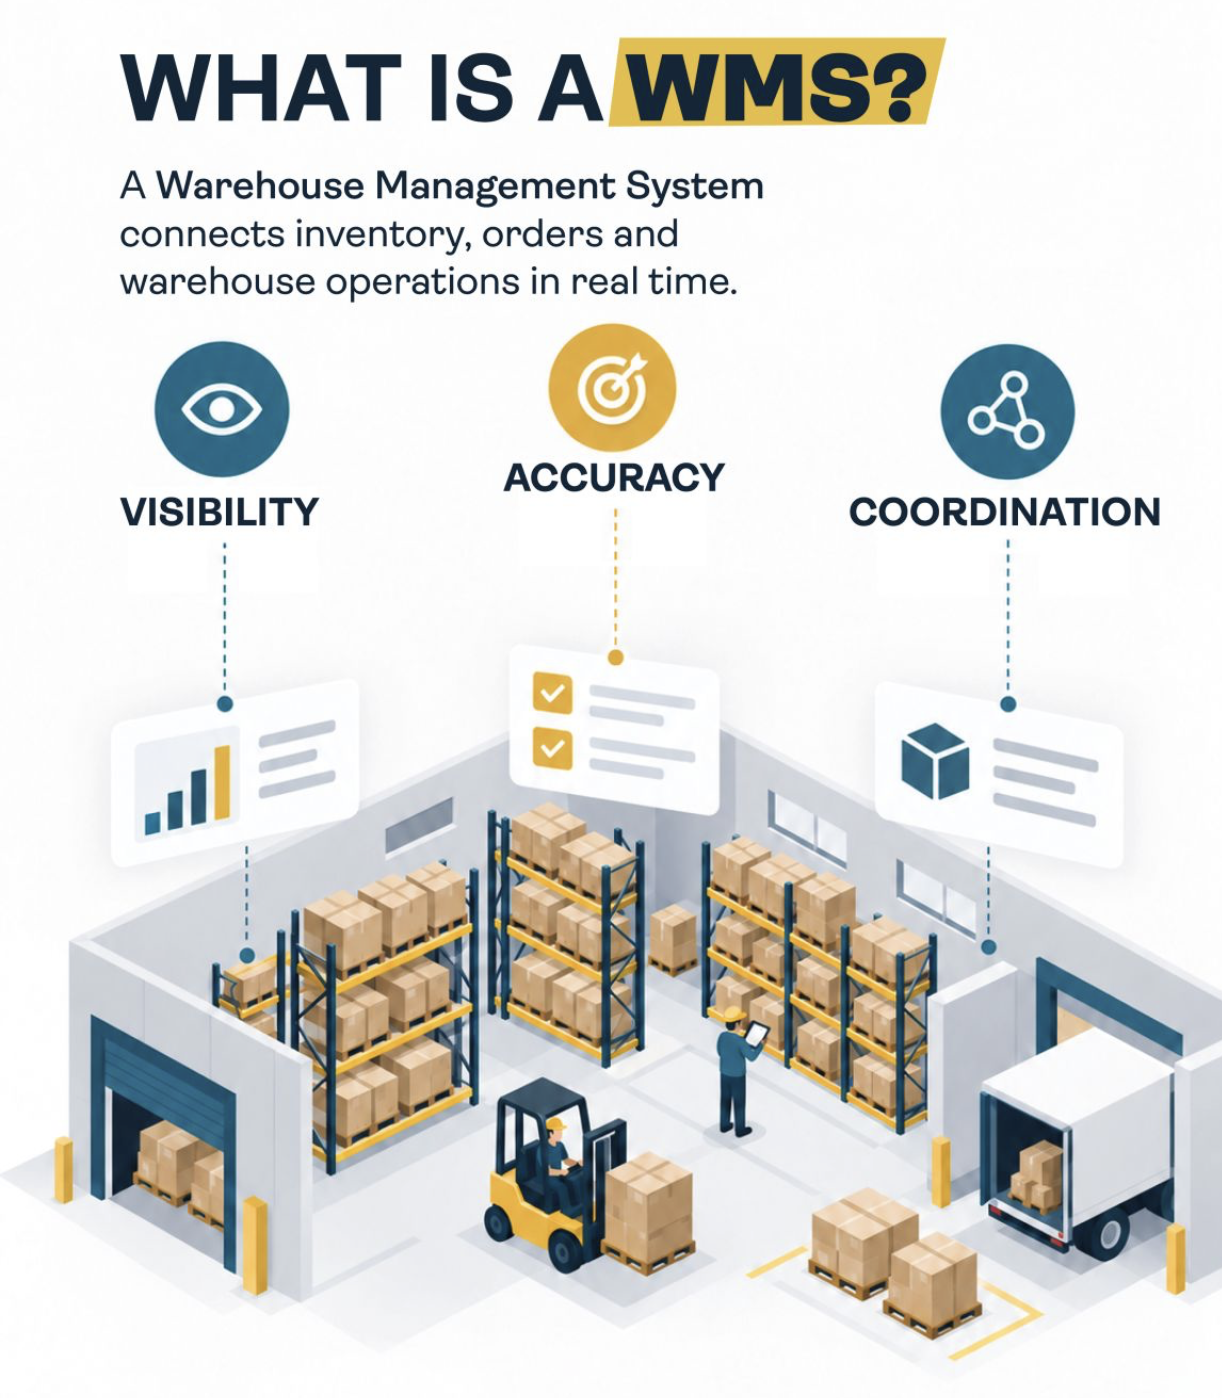 WHAT IS A WMS?
A Warehouse Management System
connects inventory, orders and
warehouse operations in real time.
VISIBILITY
ACCURACY
COORDINATION